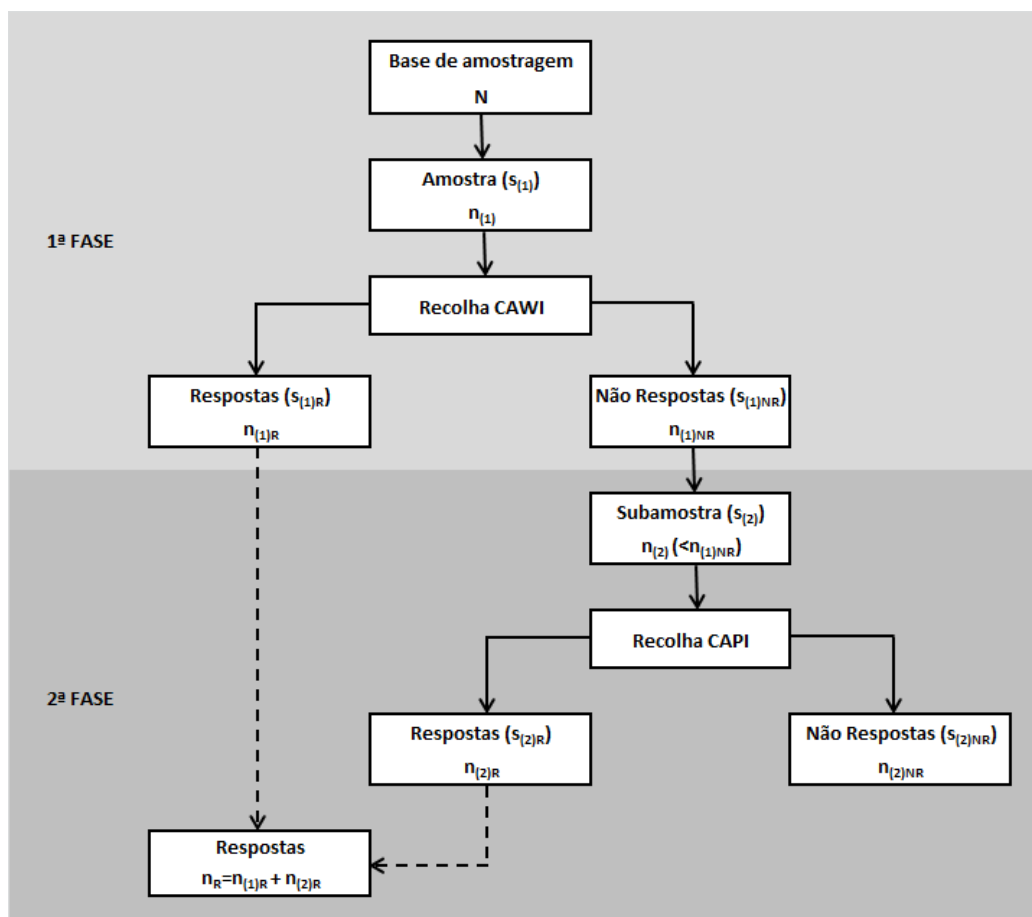 Base de amostragem
N
Amostra (s(1))
n(1)
1ª FASE
Recolha CAWI
Respostas (s(1)R)
n(1)R
Não Respostas (s(1)NR)
n(1)NR
Subamostra (s(2))
n(2) (<n(1)NR)
Recolha CAPI
2ª FASE
Respostas (s(2)R)
n(2)R
Não Respostas (s(2)NR)
n(2)NR
Respostas
nR=n(1)R + n(2)R